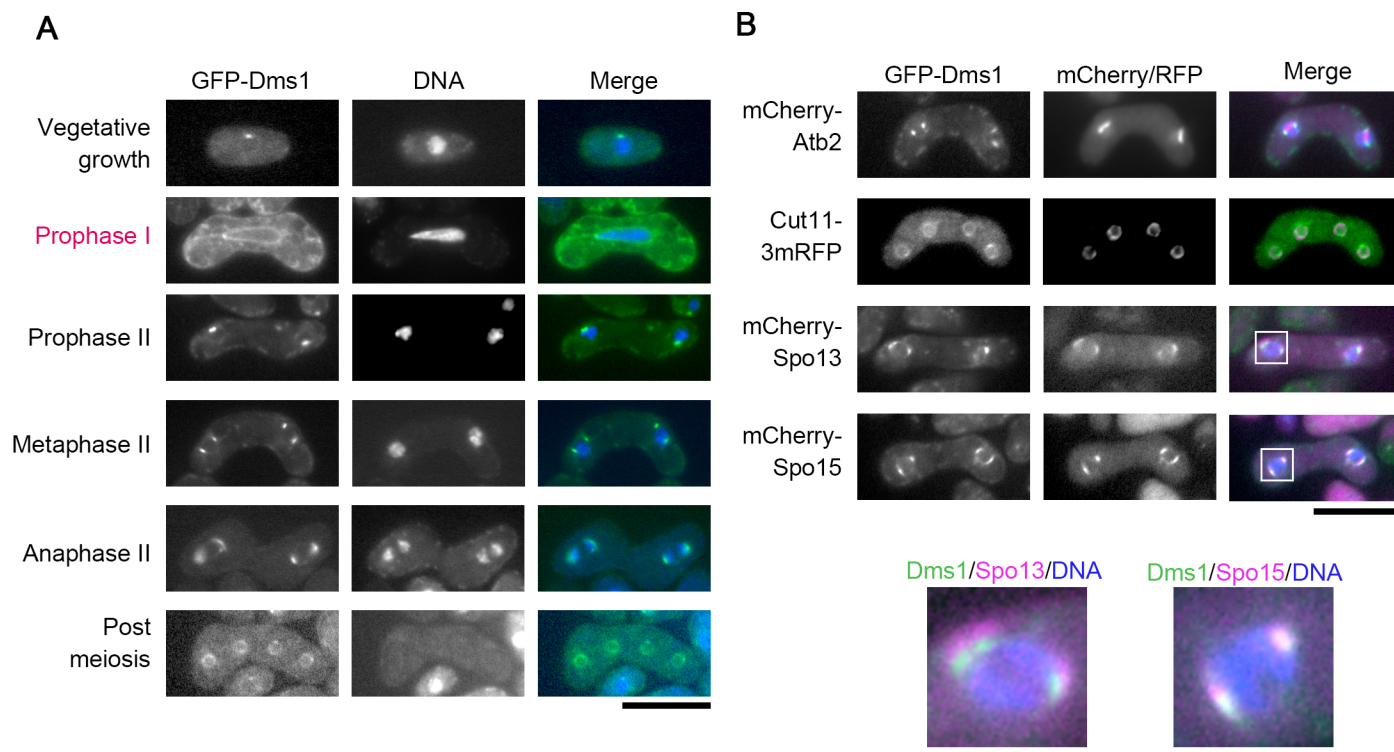 A
GFP-Dms1 DNA Merge
Vegetative
growth
Prophase I
Prophase II
Metaphase II
Anaphase II
Post
meiosis
B
GFP-Dms1 mCherry/RFP Merge
mCherry-
Atb2
Cut11-
3mRFP
mCherry-
Spo13
mCherry-
Spo15
Dms1/Spo13/DNA
Dms1/Spo15/DNA